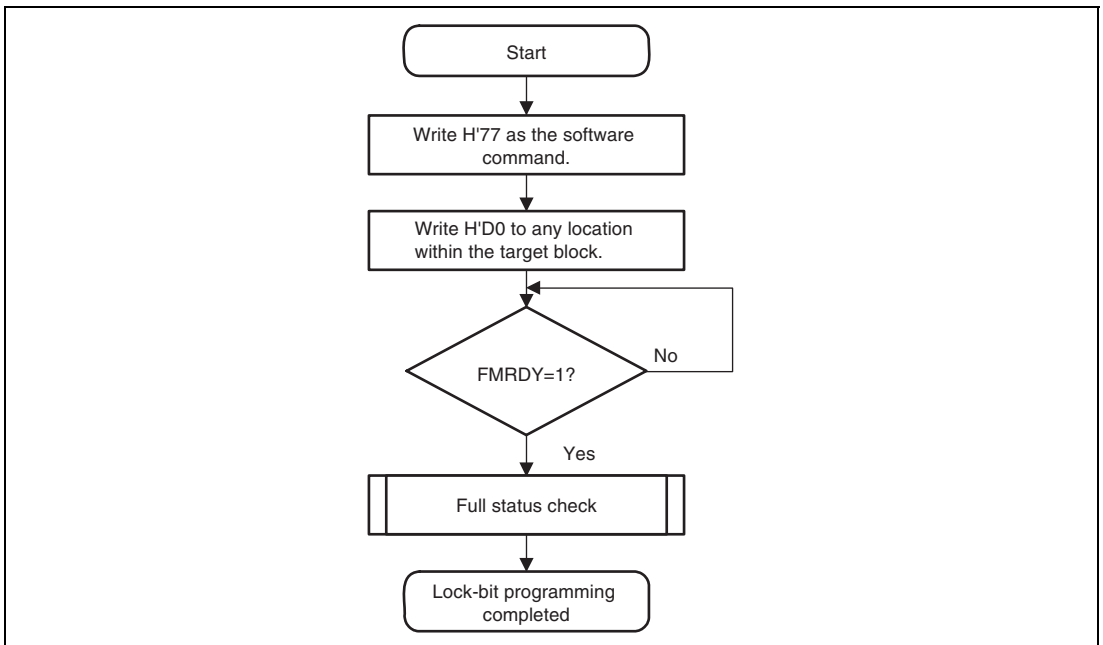 Start
Write H'77 as the software
command.
Write H'D0 to any location
within the target block.
FMRDY=1?
No
Yes
Full status check
Lock-bit programming
completed